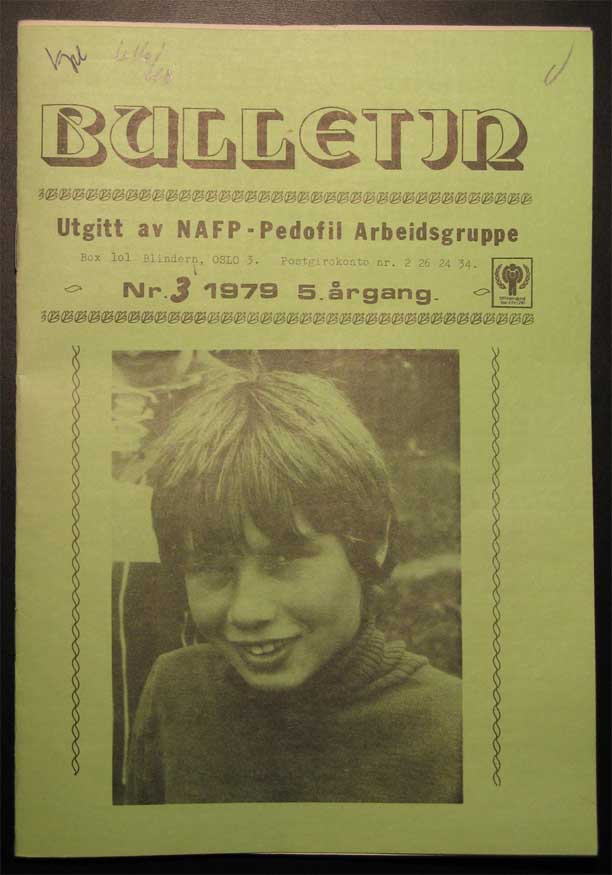 BULLETIN
Utgitt av NAFP - Pedofil Arbeidsgruppe
Box 1o1 Blindern, OSLO 3. Postgirokonto nr. 2 26 24 34.
Nr. 3 1979 5. årgang.